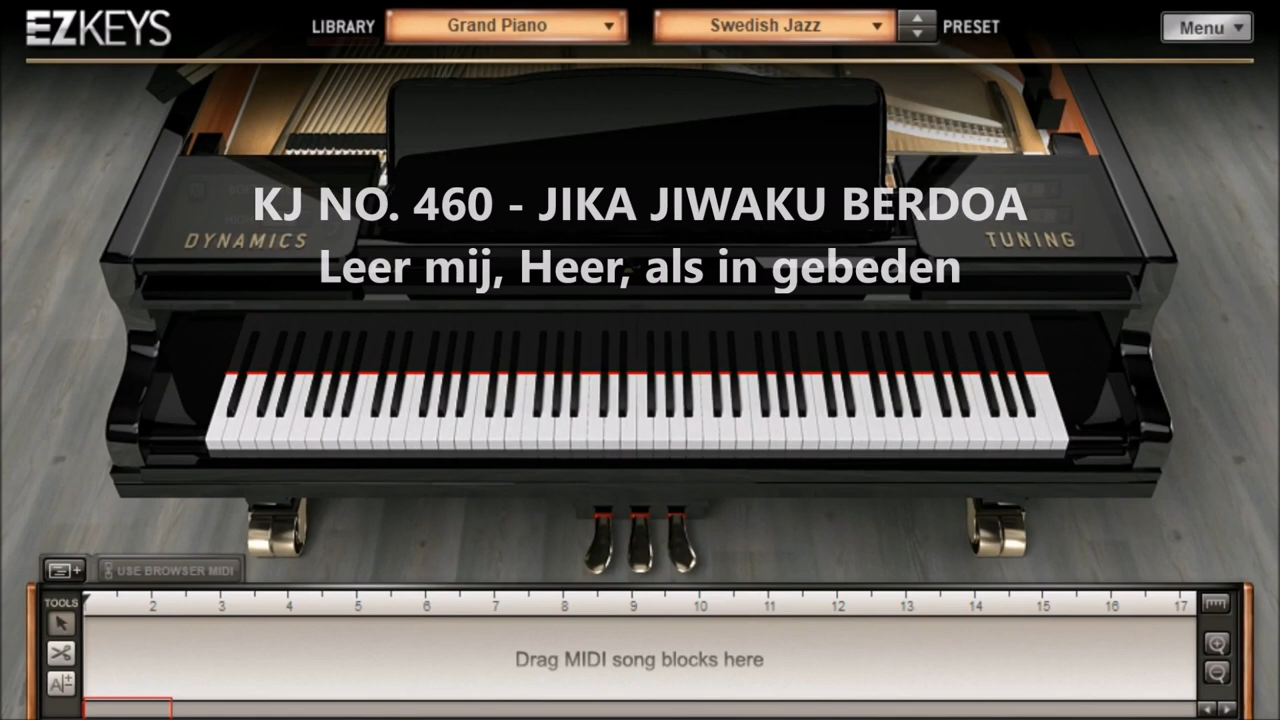 EZKEYS
LIBRARY Grand Piano Swedish Jazz PRESET Menu
KJ NO. 460 - JIKA JIWAKU BERDOA
DYNAMICS TUNING
Leer mij, Heer, als in gebeden
USE BROWSER MIDI
TOOLS 2 3 4 5 6 7 8 9 10 11 12 13 14 15 16 17
Drag MIDI song blocks here
A